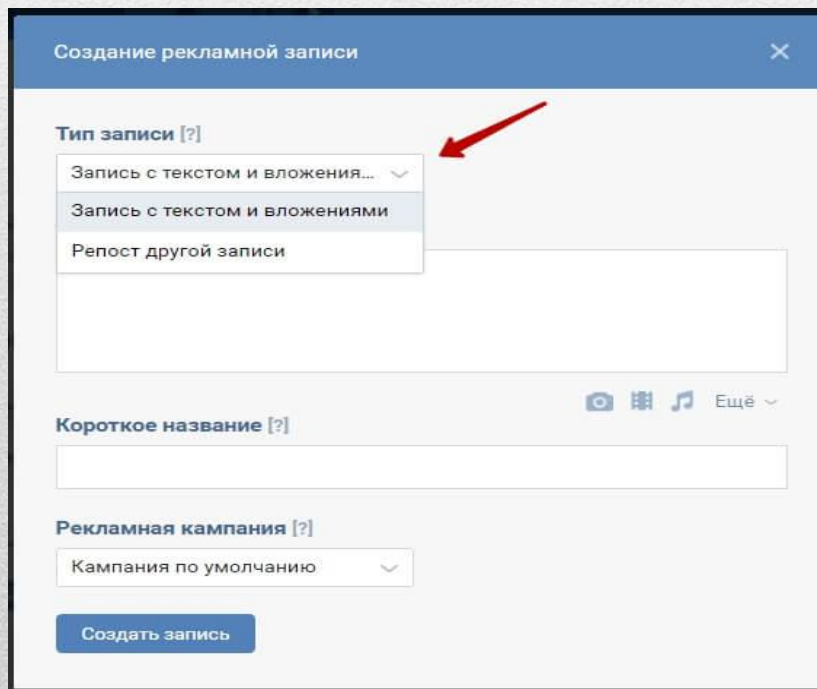 Создание рекламной записи
Тип записи [?]
Запись с текстом и вложения...
Запись с текстом и вложениями
Репост другой записи
Ещё
Короткое название [?]
Рекламная кампания [?]
Кампания по умолчанию
Создать запись